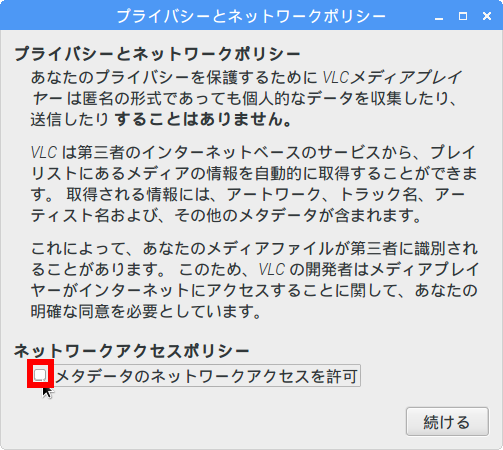 プライバシーとネットワークポリシー
プライバシーとネットワークポリシー
あなたのプライバシーを保護するために VLCメディアプレイ
ヤー は匿名の形式であっても個人的なデータを収集したり、
送信したり することはありません。
VLC は第三者のインターネットベースのサービスから、プレイ
リストにあるメディアの情報を自動的に取得することができま
す。 取得される情報には、アートワーク、トラック名、アー
ティスト名および、その他のメタデータが含まれます。
これによって、あなたのメディアファイルが第三者に識別され
ることがあります。 このため、VLC の開発者はメディアプレイ
ヤーがインターネットにアクセスすることに関して、あなたの
明確な同意を必要としています。
ネットワークアクセスポリシー
メタデータのネットワークアクセスを許可
続ける